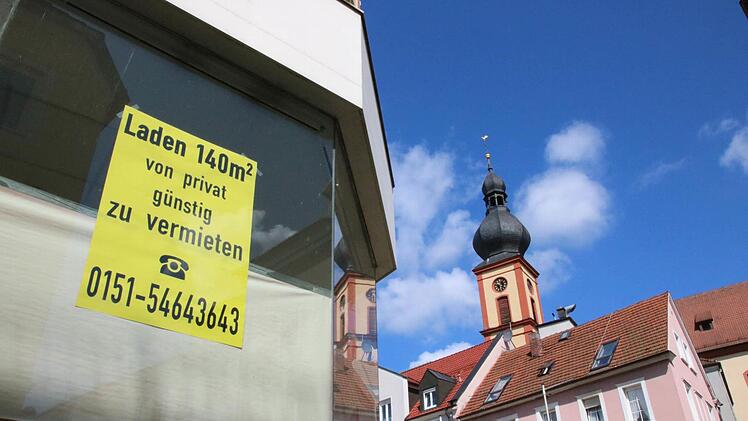 Laden 140m²
von privat
günstig
zu vermieten
0151-54643643